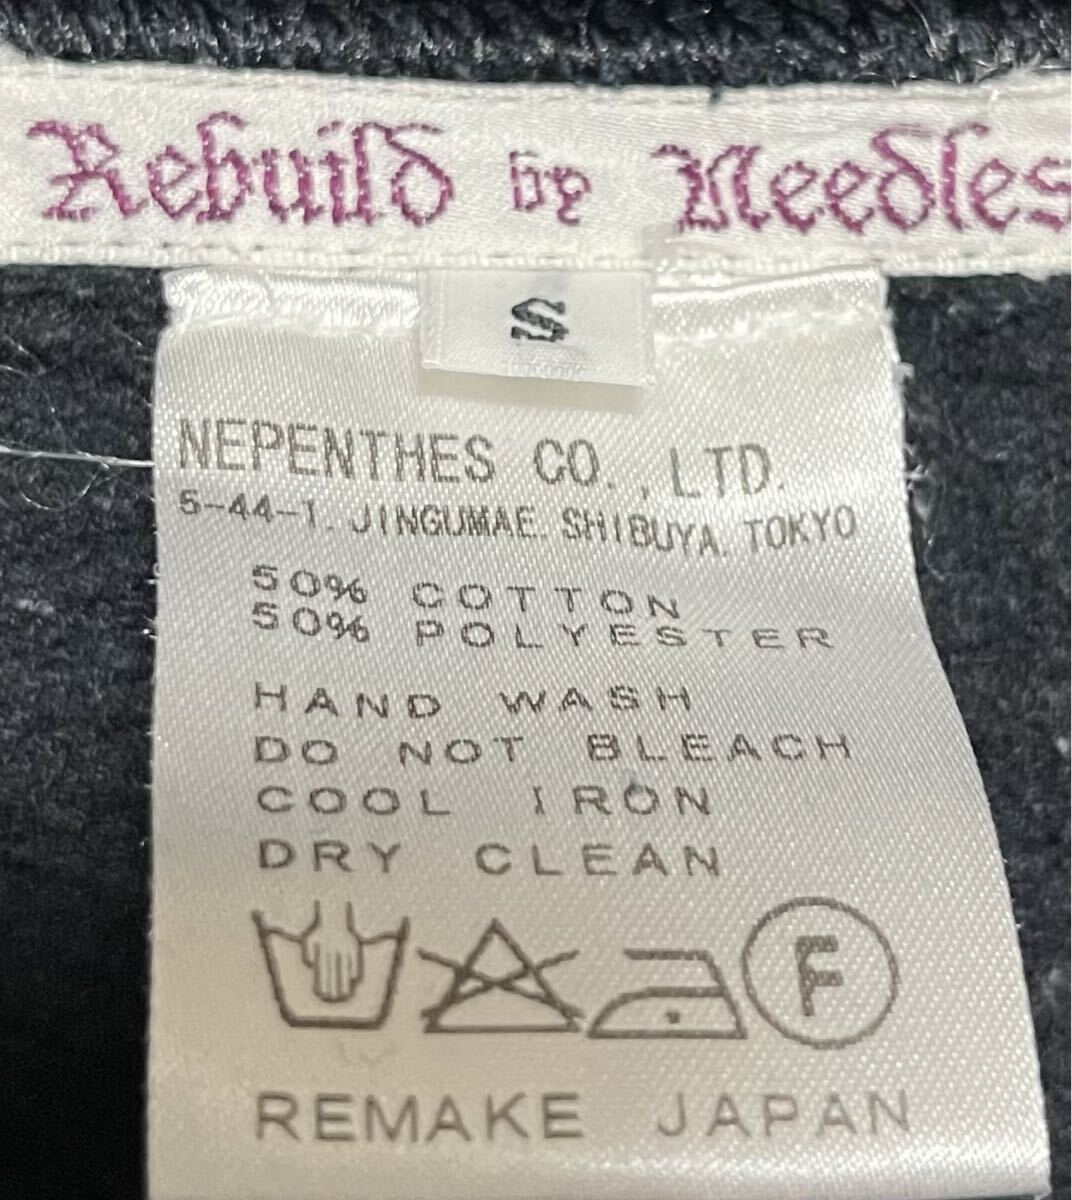 Rebuild by Needles
S
NEPENTHES CO., LTD.
5-44-1. JINGUMAE. SHIBUYA. TOKYO
50% COTTON
50% POLYESTER
HAND WASH
DO NOT BLEACH
COOL IRON
DRY CLEAN
F
REMAKE JAPAN